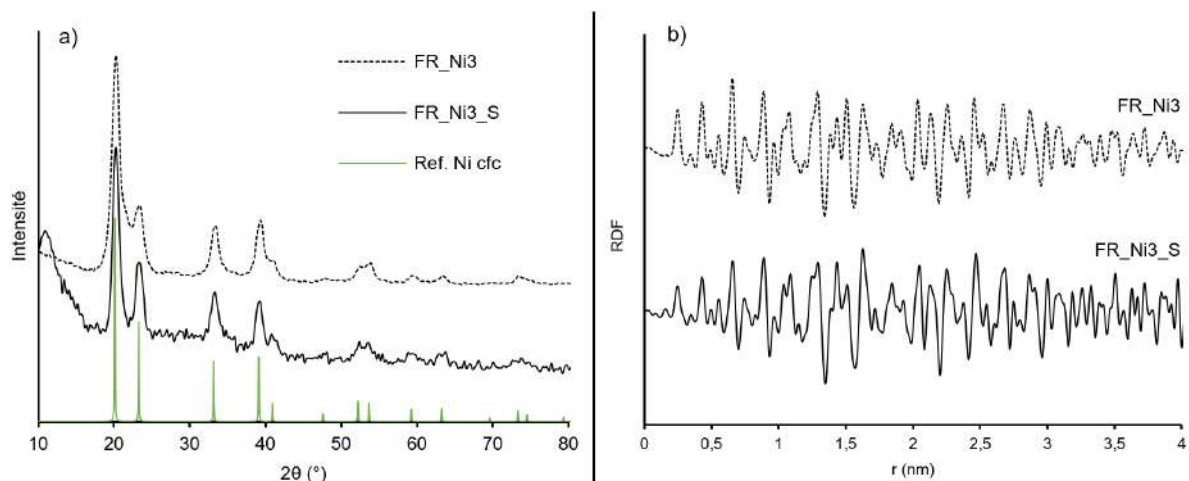 a)
FR_Ni3
FR_Ni3_S
Ref. Ni cfc
Intensité
10 20 30 40 50 60 70 80
2θ (°)
b)
FR_Ni3
FR_Ni3_S
RDF
0 0,5 1 1,5 2 2,5 3 3,5 4
r (nm)